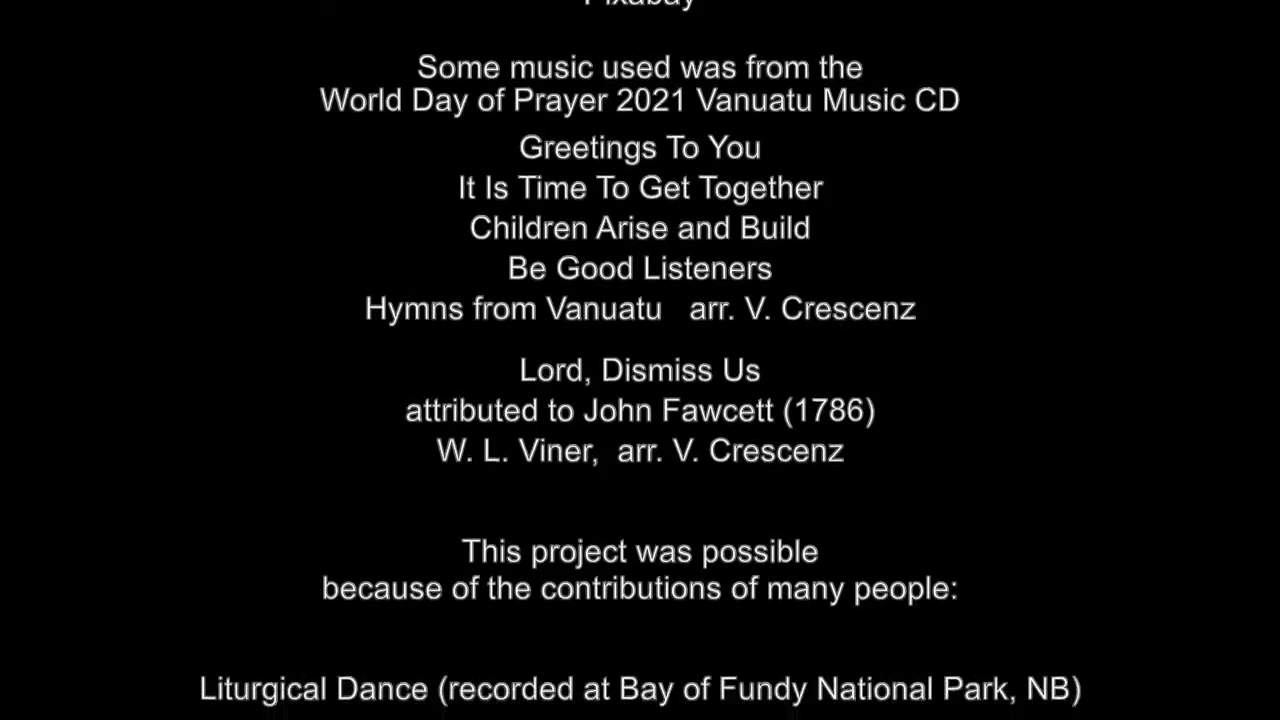 Pixabay
Some music used was from the
World Day of Prayer 2021 Vanuatu Music CD
Greetings To You
It Is Time To Get Together
Children Arise and Build
Be Good Listeners
Hymns from Vanuatu   arr. V. Crescenz
Lord, Dismiss Us
attributed to John Fawcett (1786)
W. L. Viner,  arr. V. Crescenz
This project was possible
because of the contributions of many people:
Liturgical Dance (recorded at Bay of Fundy National Park, NB)